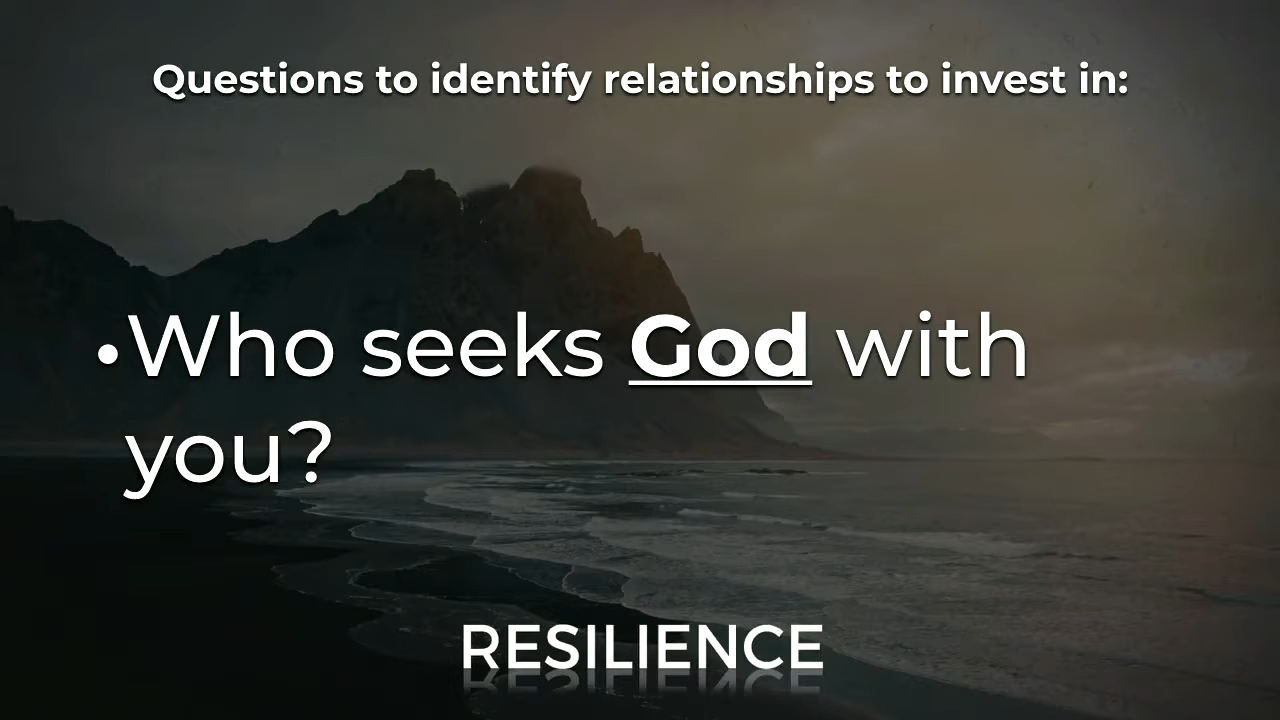 Questions to identify relationships to invest in:
•Who seeks God with
you?
RESILIENCE